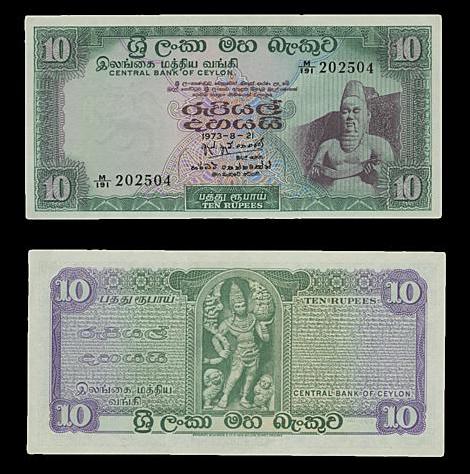 10 ශ්‍රී ලංකා මහ බැංකුව 10
இலங்கை மத்திய வங்கி M/191 202504
CENTRAL BANK OF CEYLON.
රුපියල්
දහයයි
1973-8-21
M/191 202504
10 பத்து ரூபாய் 10
TEN RUPEES
10 பத்து ரூபாய் TEN RUPEES 10
රුපියල්
දහයයි
இலங்கை மத்திய
வங்கி
CENTRAL BANK OF CEYLON
10 ශ්‍රී ලංකා මහ බැංකුව 10